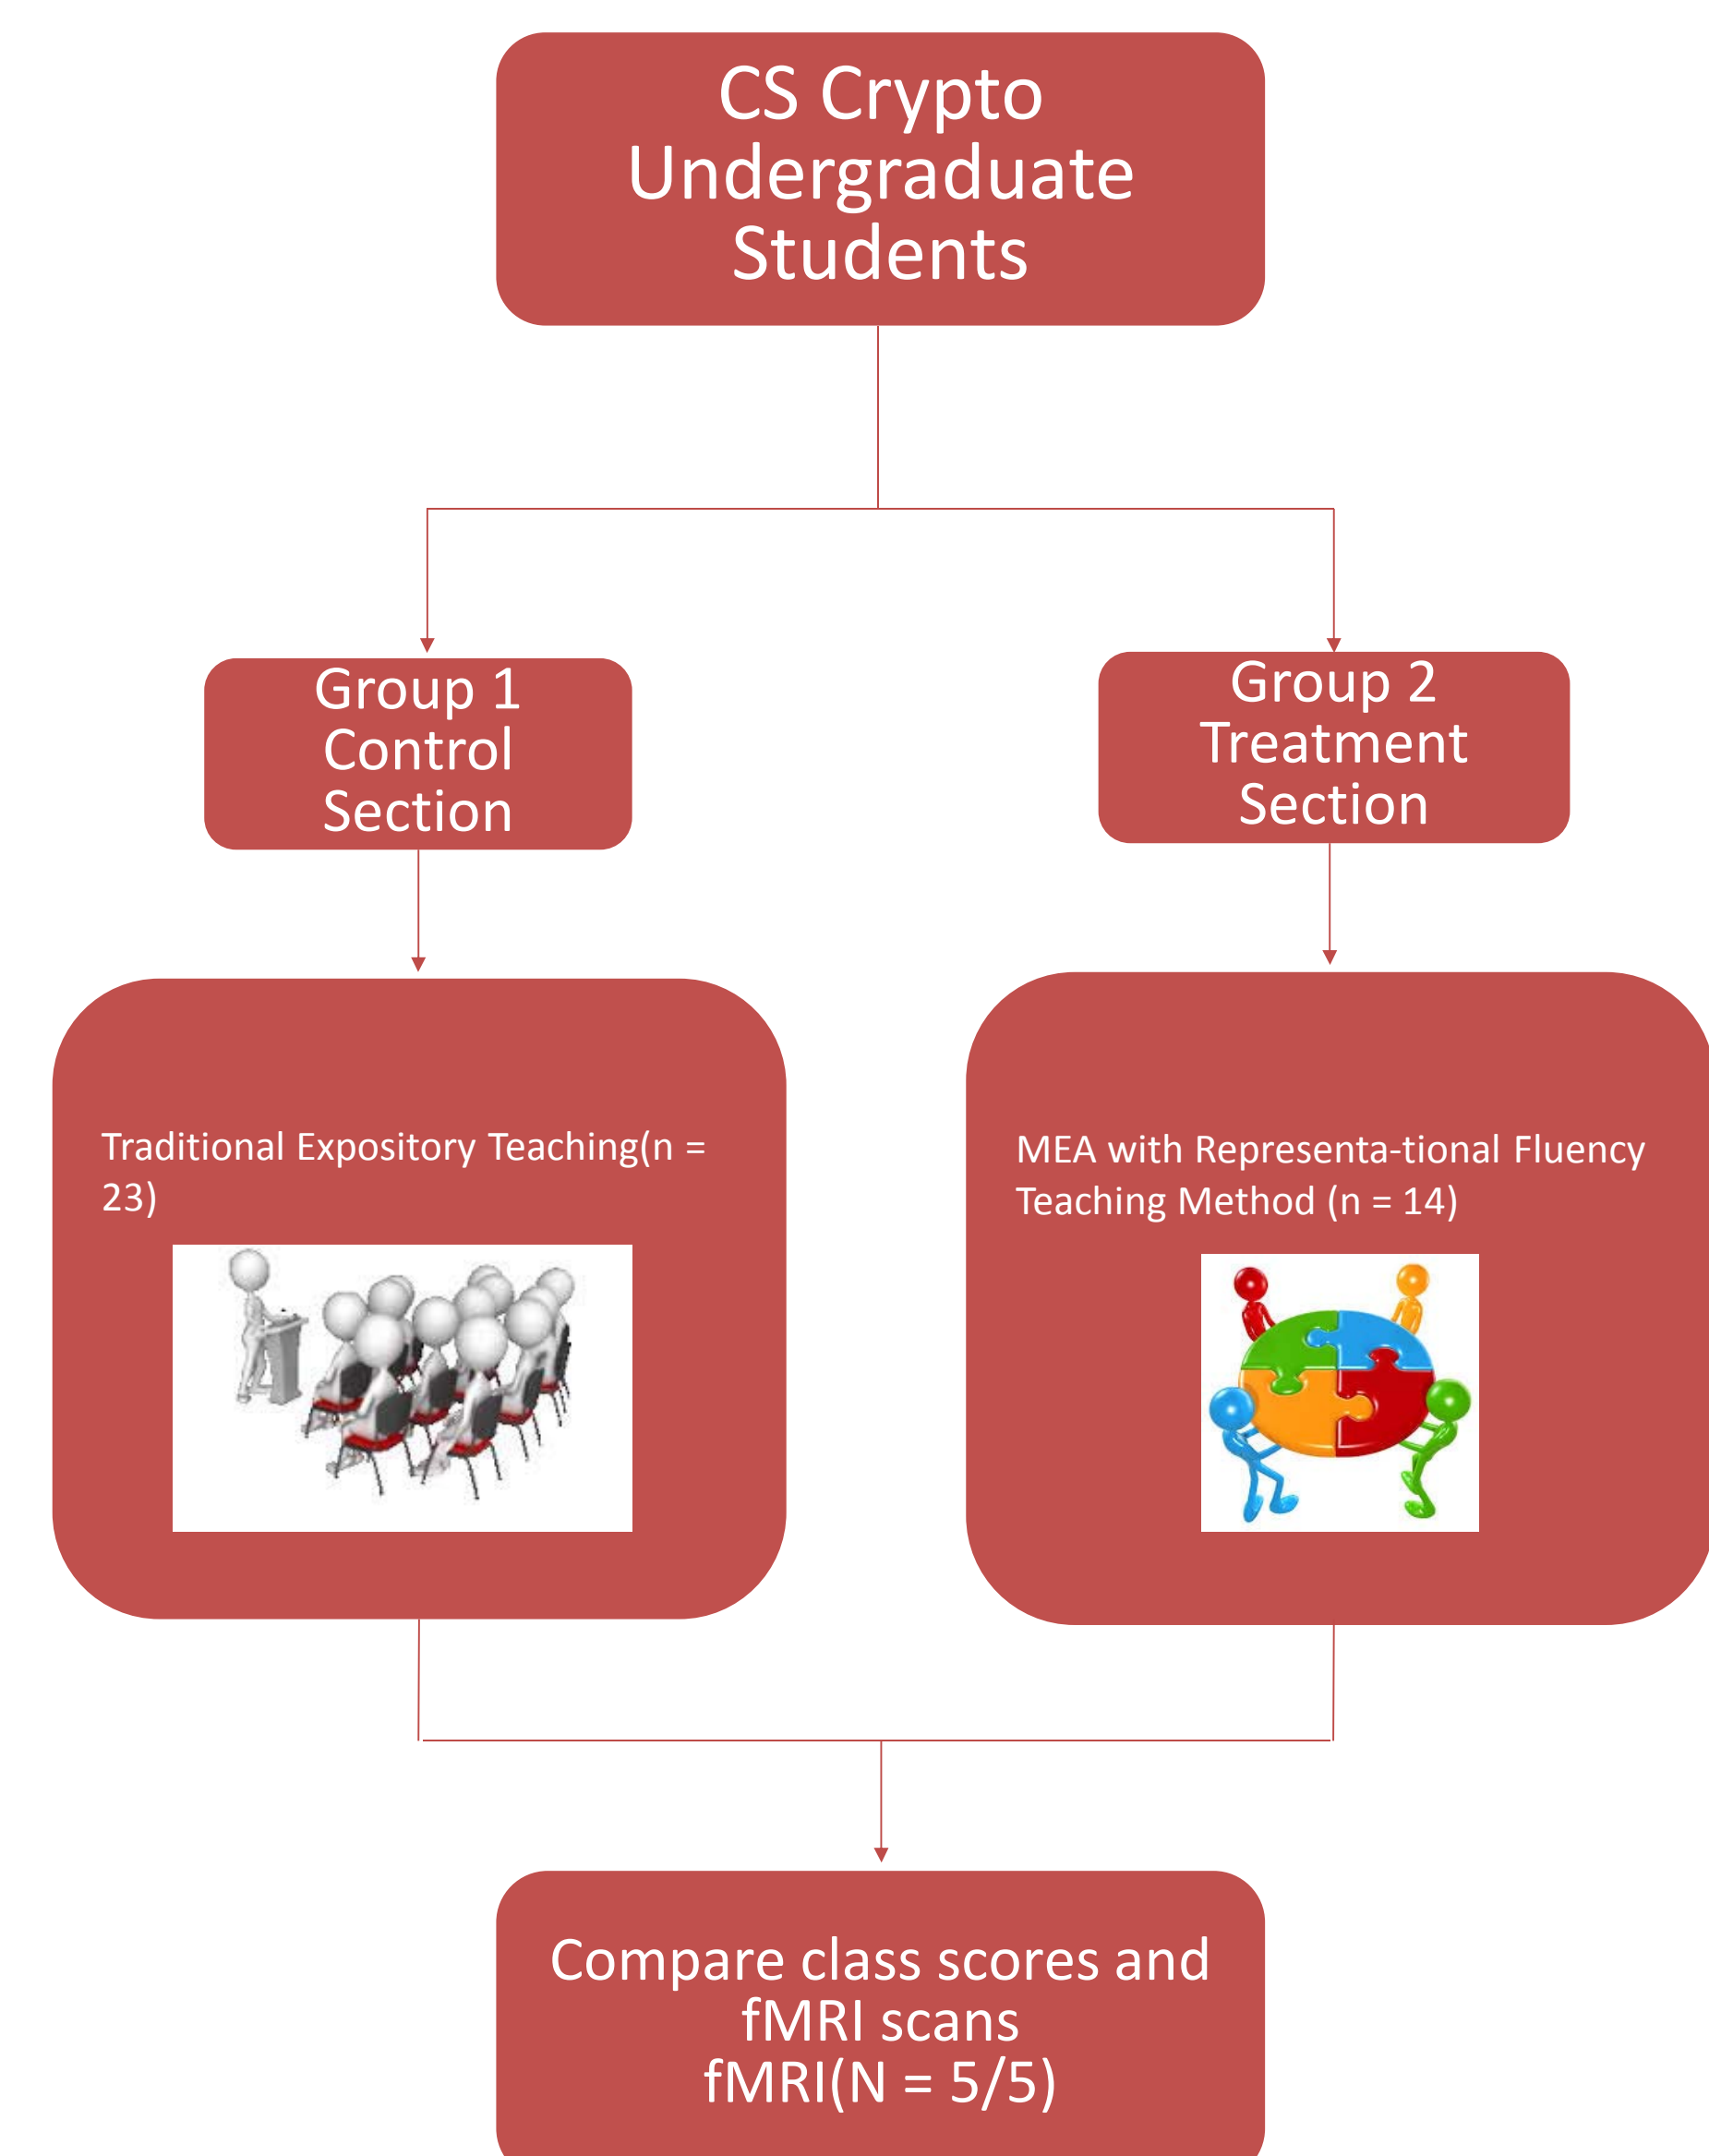 CS Crypto
Undergraduate
Students
Group 1
Control
Section
Group 2
Treatment
Section
Traditional Expository Teaching(n =
23)
MEA with Representa-tional Fluency
Teaching Method (n = 14)
Compare class scores and
fMRI scans
fMRI(N = 5/5)